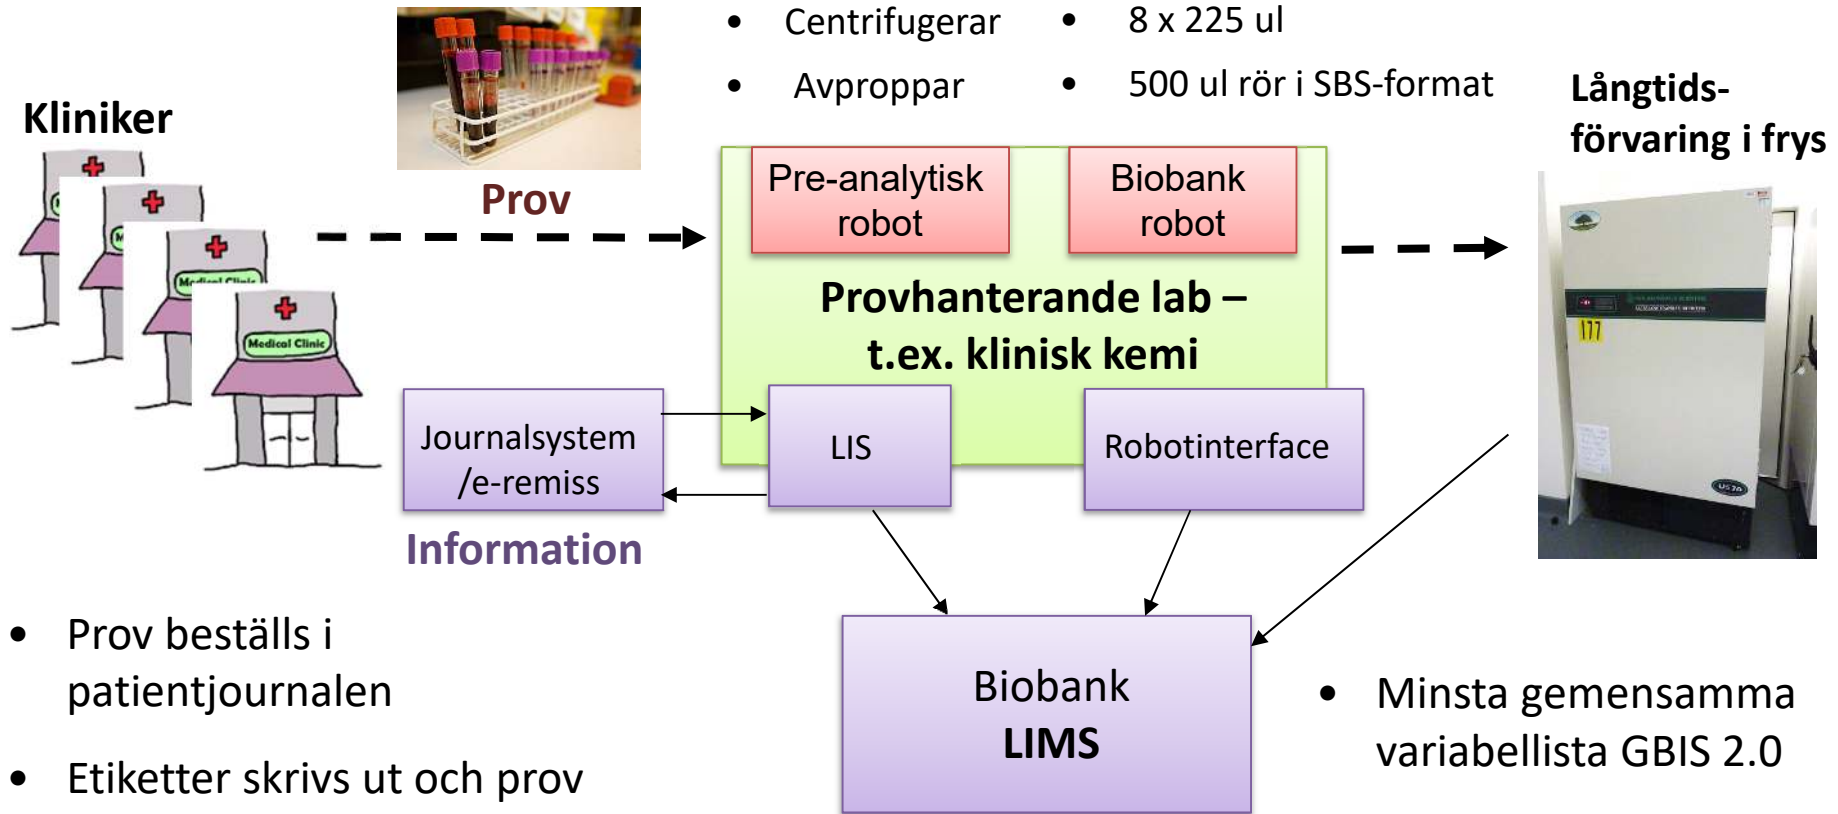 • Centrifugerar
• Avproppar
• 8 x 225 ul
• 500 ul rör i SBS-format
Kliniker
Medical Clinic
Medical Clinic
Prov
Pre-analytisk
robot
Biobank
robot
Provhanterande lab –
t.ex. klinisk kemi
Långtids-
förvaring i frys
177
Journalsystem
/e-remiss
LIS
Robotinterface
Information
Biobank
LIMS
• Prov beställs i
patientjournalen
• Etiketter skrivs ut och prov
• Minsta gemensamma
variabellista GBIS 2.0